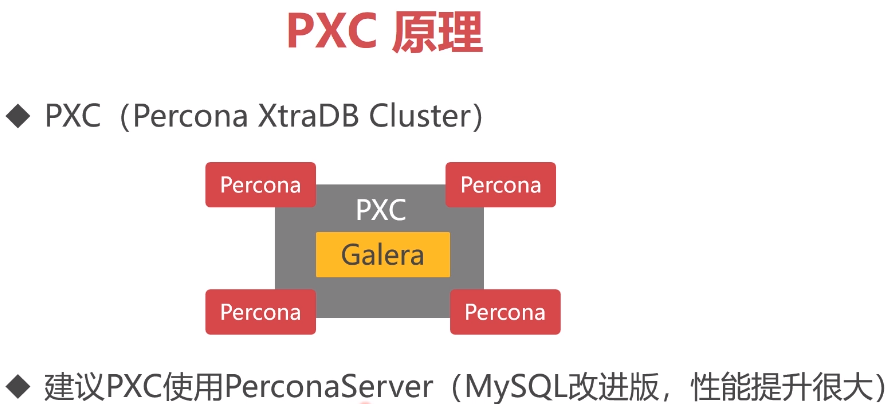 PXC 原理
◆ PXC（Percona XtraDB Cluster）
Percona Percona
PXC
Galera
Percona Percona
◆ 建议PXC使用PerconaServer（MySQL改进版，性能提升很大）